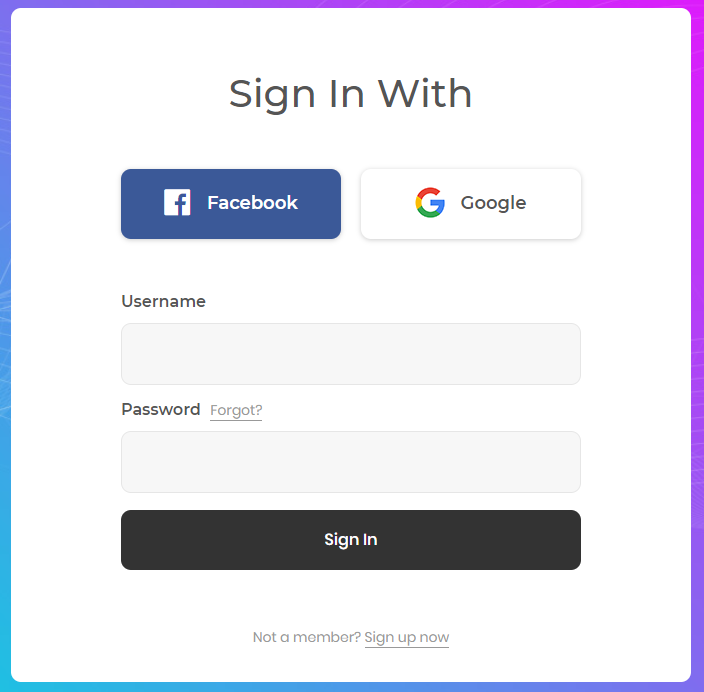 Sign In With
Facebook
Google
Username
Password Forgot?
Sign In
Not a member? Sign up now